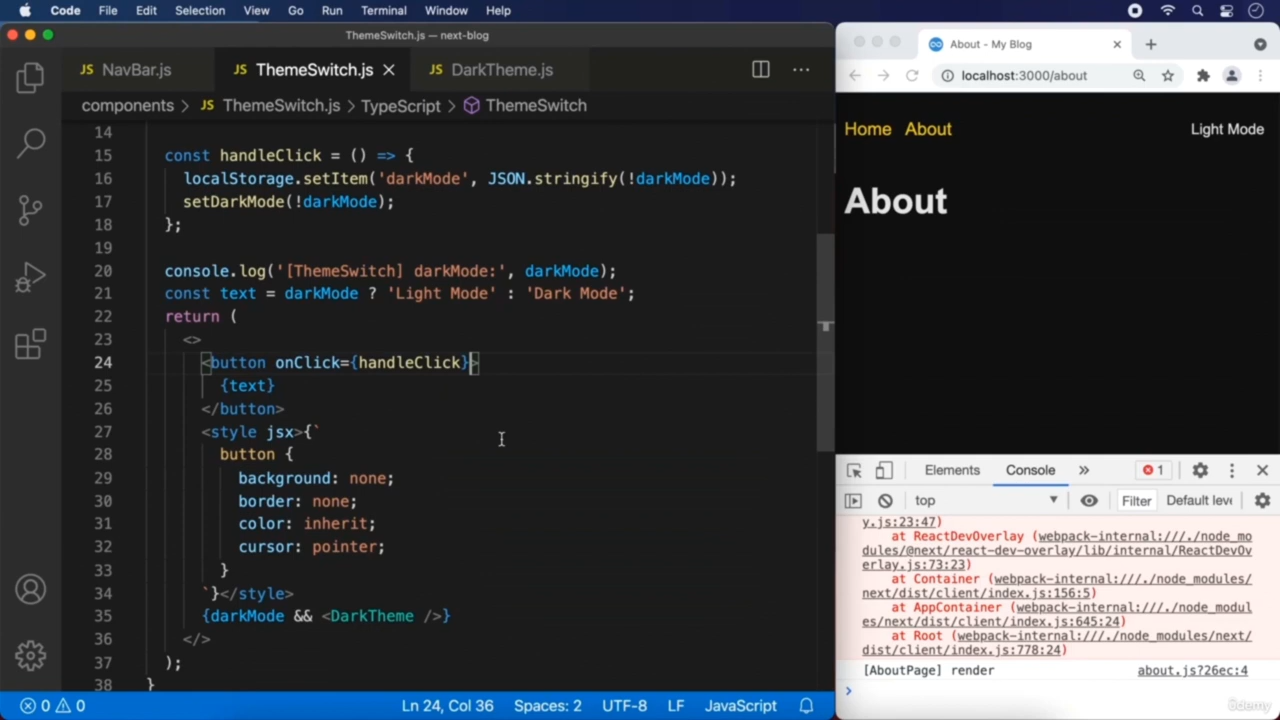 Code File Edit Selection View Go Run Terminal Window Help
ThemeSwitch.js — next-blog
JS NavBar.js
JS ThemeSwitch.js
JS DarkTheme.js
components > JS ThemeSwitch.js > TypeScript > ThemeSwitch
14
15 const handleClick = () => {
16 localStorage.setItem('darkMode', JSON.stringify(!darkMode));
17 setDarkMode(!darkMode);
18 };
19
20 console.log('[ThemeSwitch] darkMode:', darkMode);
21 const text = darkMode ? 'Light Mode' : 'Dark Mode';
22 return (
23 <>
24 <button onClick={handleClick}>
25 {text}
26 </button>
27 <style jsx>{`
28 button {
29 background: none;
30 border: none;
31 color: inherit;
32 cursor: pointer;
33 }
34 `}</style>
35 {darkMode && <DarkTheme />}
36 </>
37 );
38 }
0 0
Ln 24, Col 36 Spaces: 2 UTF-8 LF JavaScript
About - My Blog
localhost:3000/about
Home About Light Mode
About
Elements Console » 1
top Filter Default leve
y.js:23:47)
at ReactDevOverlay (webpack-internal:///./node_mo
dules/@next/react-dev-overlay/lib/internal/ReactDevOv
erlay.js:73:23)
at Container (webpack-internal:///./node_modules/
next/dist/client/index.js:156:5)
at AppContainer (webpack-internal:///./node_modul
es/next/dist/client/index.js:645:24)
at Root (webpack-internal:///./node_modules/next/
dist/client/index.js:778:24)
[AboutPage] render about.js?26ec:4
>
ûdemy